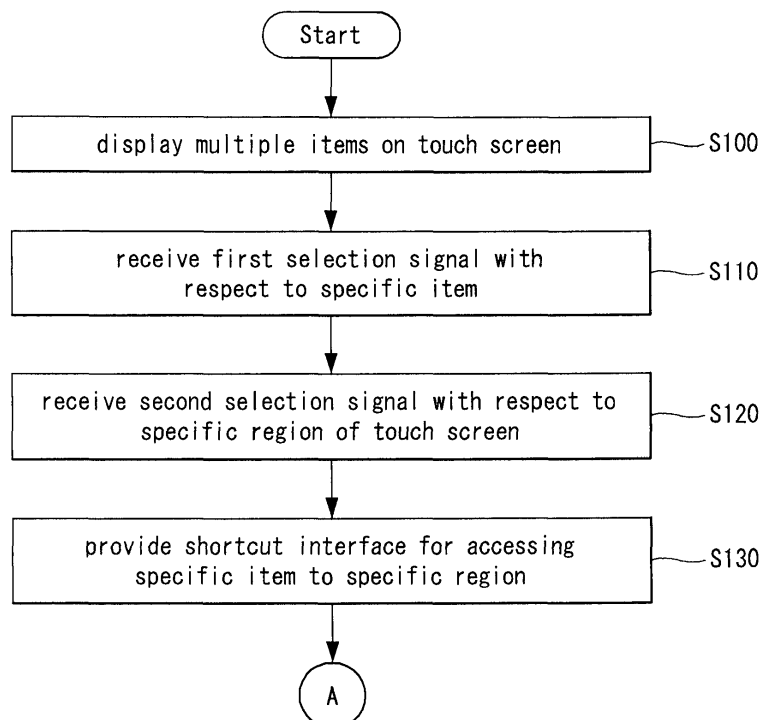 Start
display multiple items on touch screen
S100
receive first selection signal with
respect to specific item
S110
receive second selection signal with respect to
specific region of touch screen
S120
provide shortcut interface for accessing
specific item to specific region
S130
A